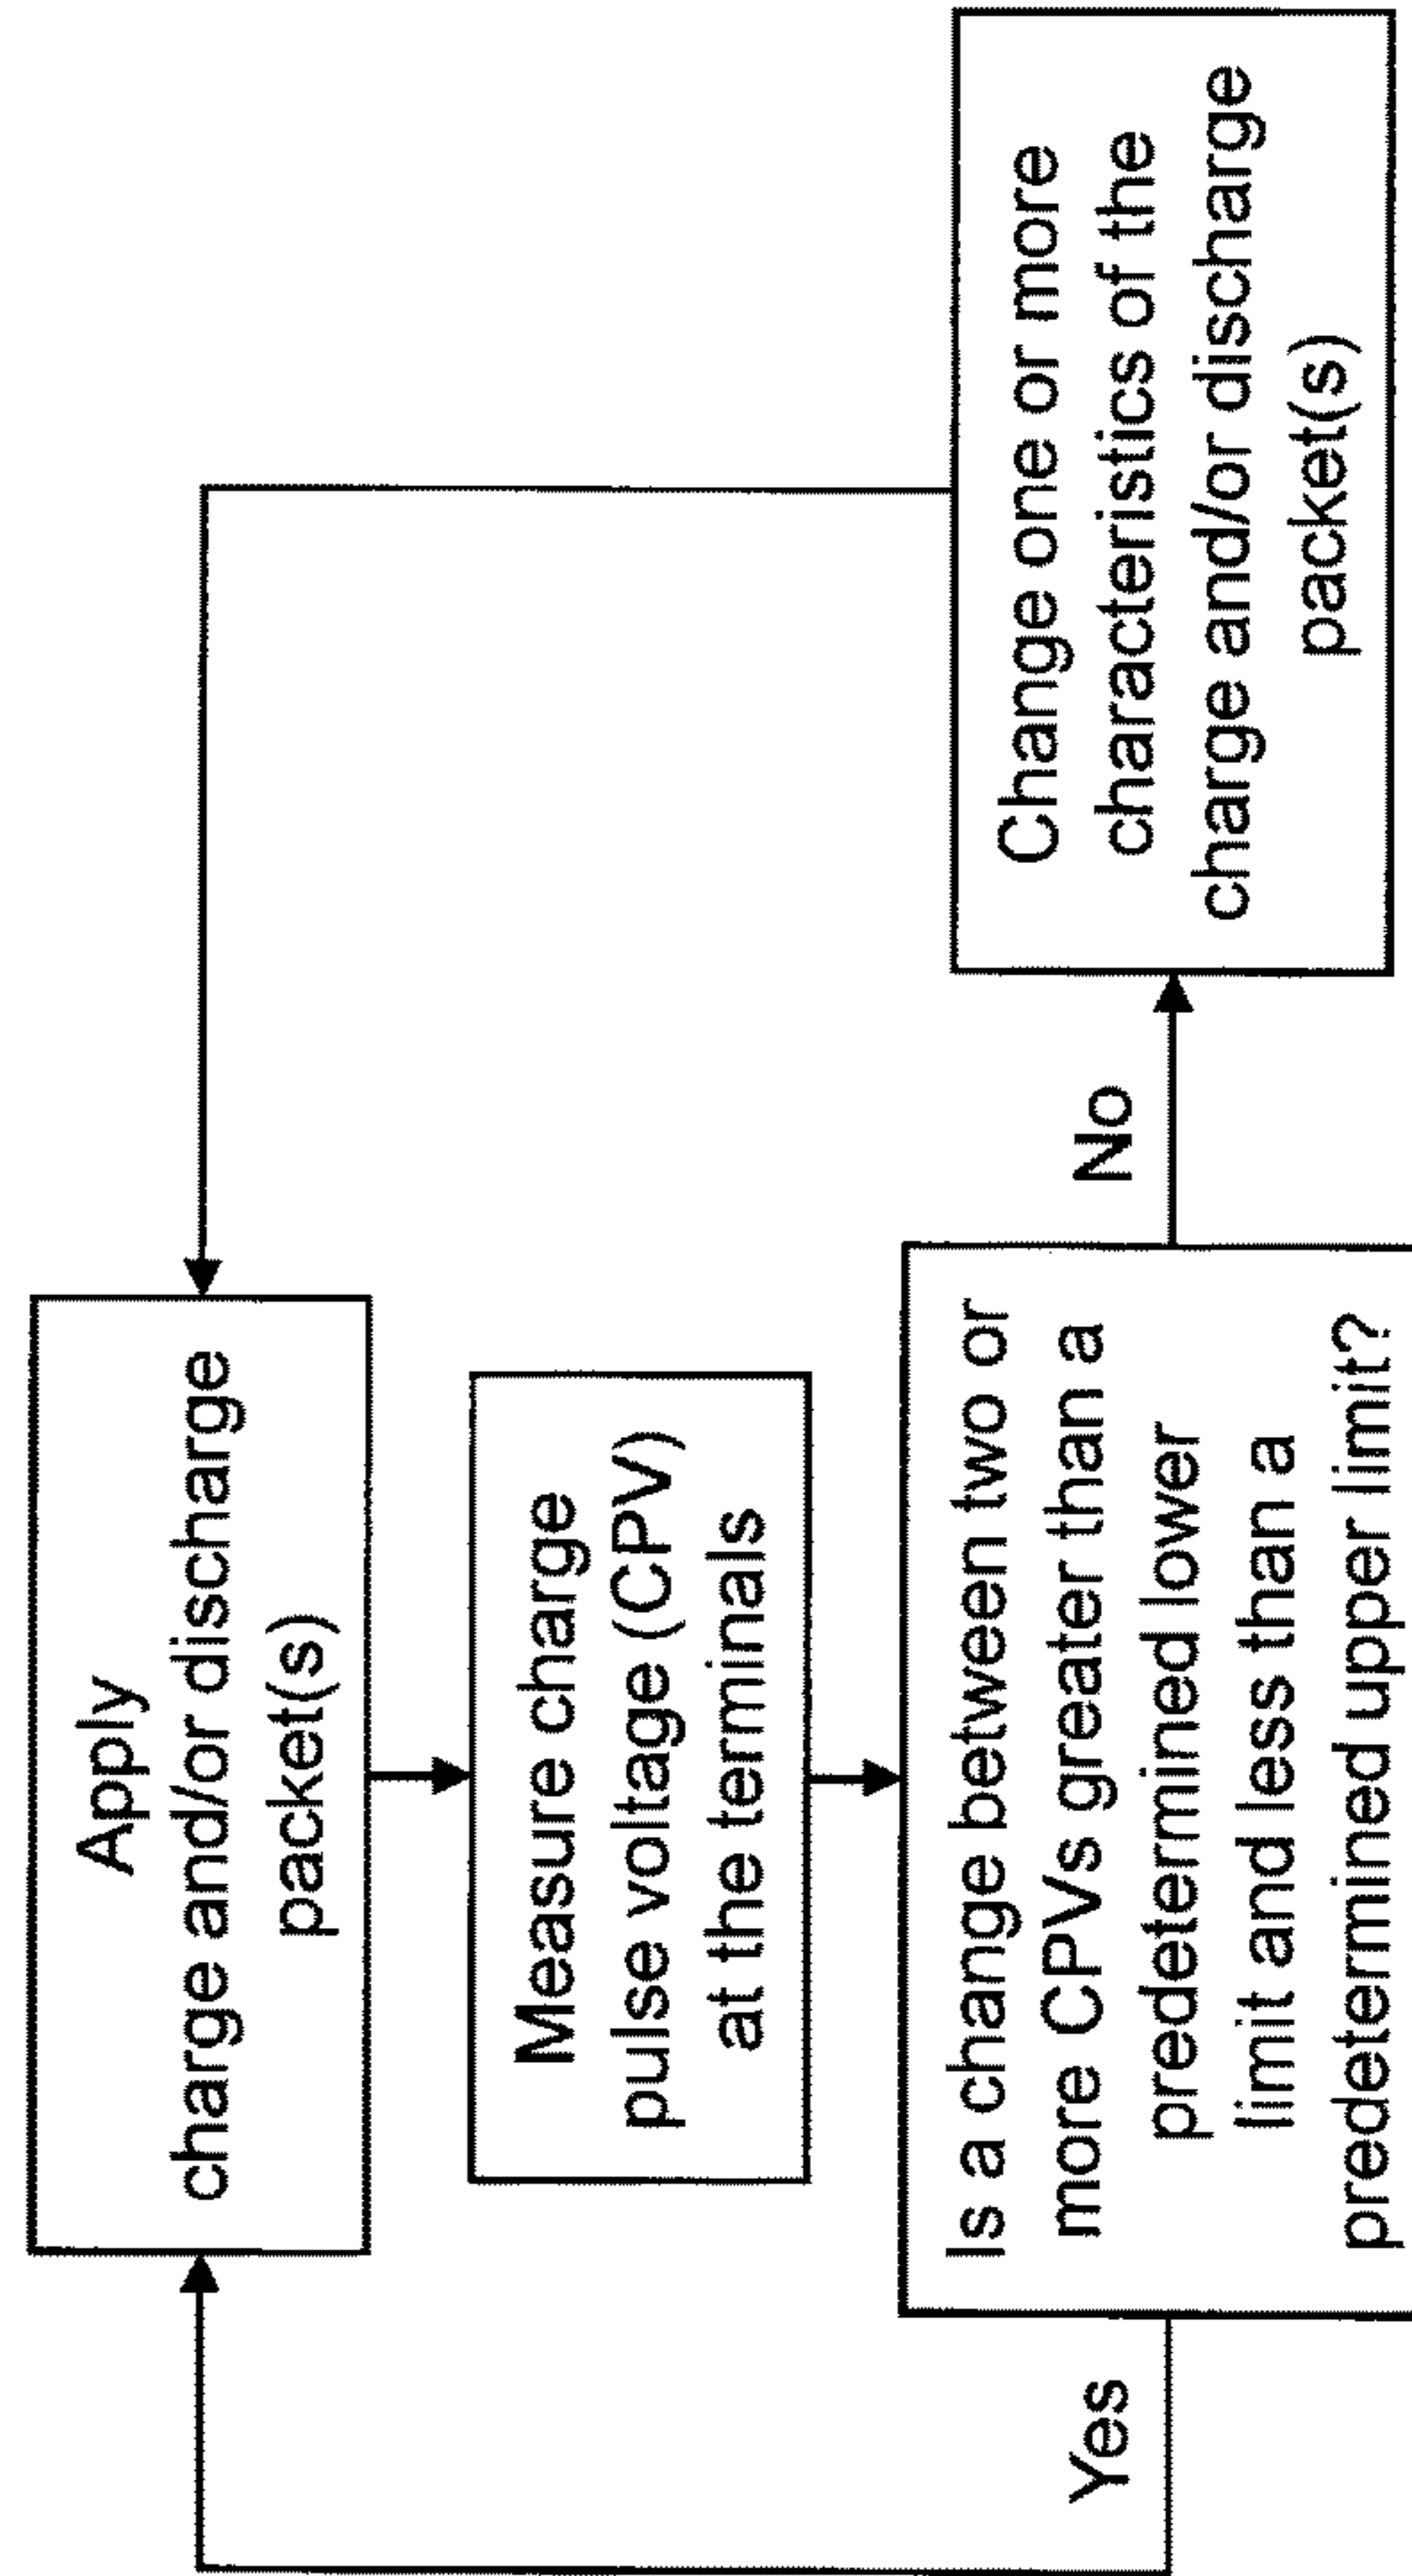 Apply
charge and/or discharge
packet(s)
Measure charge
pulse voltage (CPV)
at the terminals
Is a change between two or
more CPVs greater than a
predetermined lower
limit and less than a
predetermined upper limit?
Yes
No
Change one or more
characteristics of the
charge and/or discharge
packet(s)